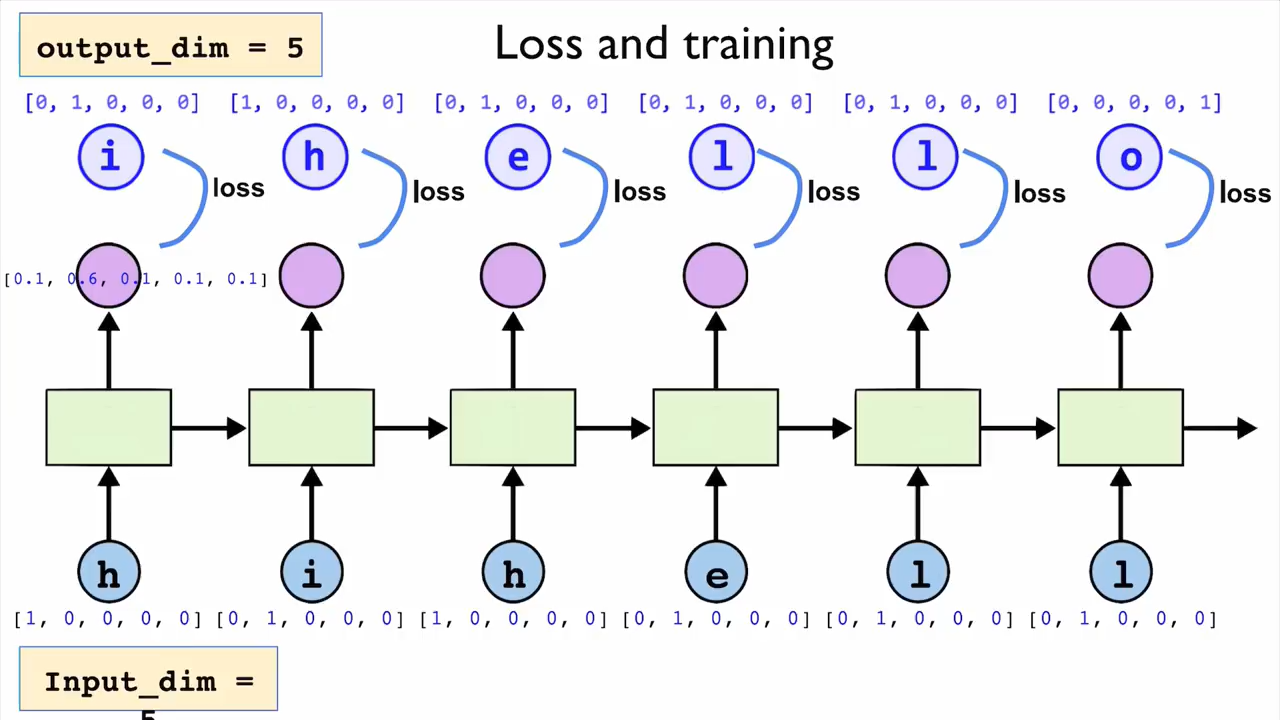 output_dim = 5
Loss and training
[0, 1, 0, 0, 0] [1, 0, 0, 0, 0] [0, 1, 0, 0, 0] [0, 1, 0, 0, 0] [0, 1, 0, 0, 0] [0, 0, 0, 0, 1]
i h e l l o
loss loss loss loss loss loss
[0.1, 0.6, 0.1, 0.1, 0.1]
h i h e l l
[1, 0, 0, 0, 0] [0, 1, 0, 0, 0] [1, 0, 0, 0, 0] [0, 1, 0, 0, 0] [0, 1, 0, 0, 0] [0, 1, 0, 0, 0]
Input_dim =
5